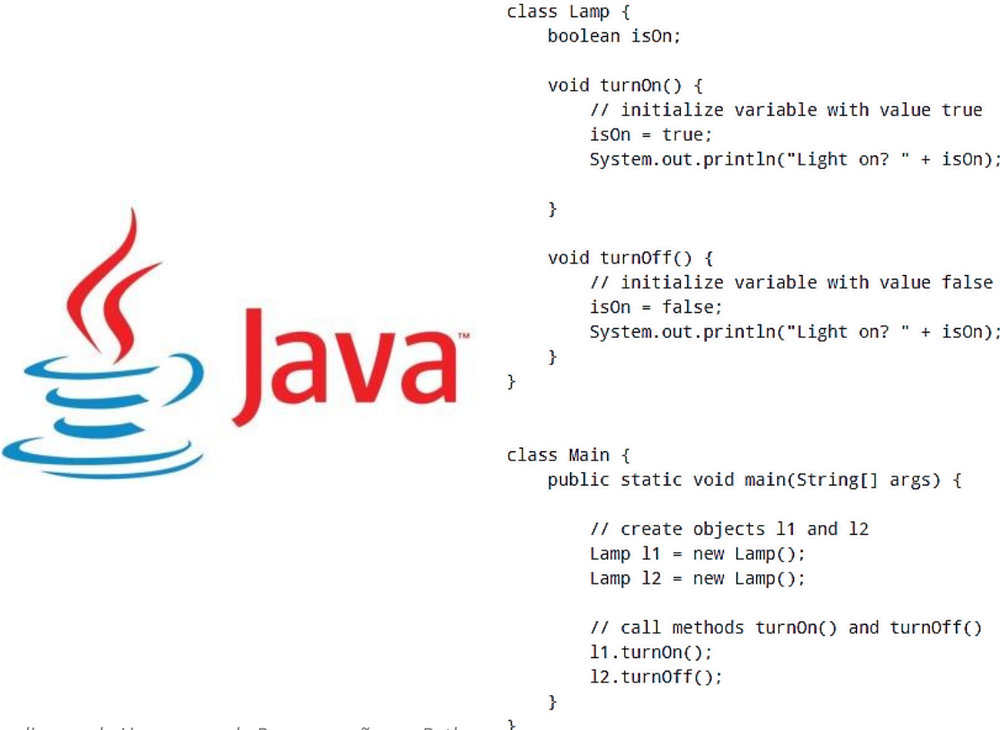 Java™
class Lamp {
    boolean isOn;

    void turnOn() {
        // initialize variable with value true
        isOn = true;
        System.out.println("Light on? " + isOn);

    }

    void turnOff() {
        // initialize variable with value false
        isOn = false;
        System.out.println("Light on? " + isOn);
    }
}

class Main {
    public static void main(String[] args) {

        // create objects l1 and l2
        Lamp l1 = new Lamp();
        Lamp l2 = new Lamp();

        // call methods turnOn() and turnOff()
        l1.turnOn();
        l2.turnOff();
    }
}